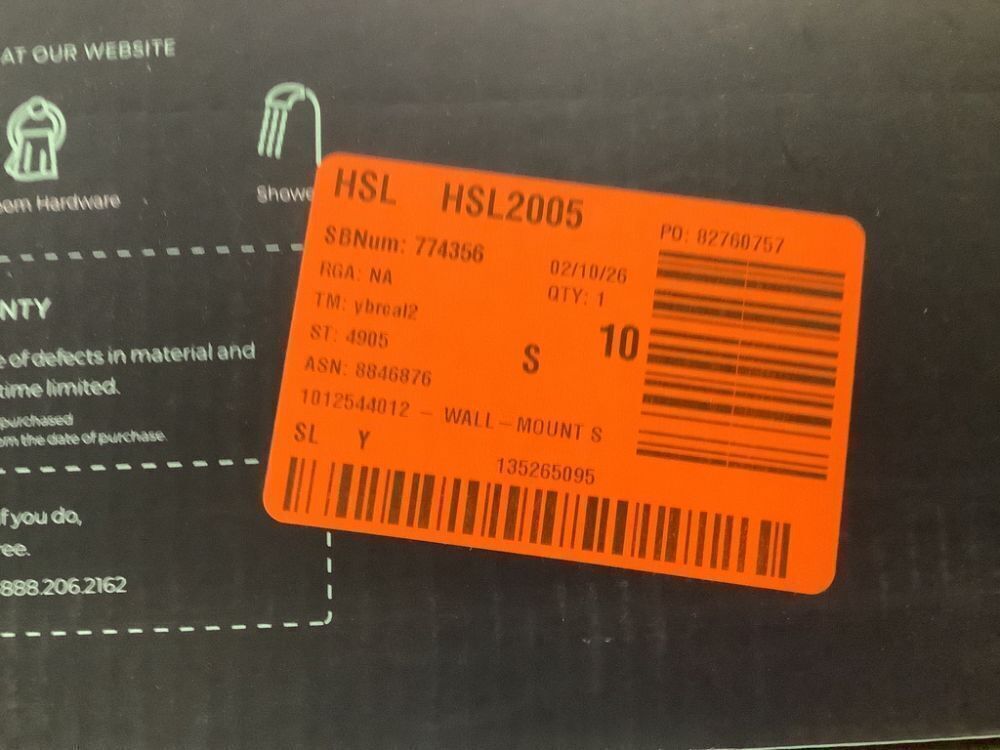 AT OUR WEBSITE
om Hardware
Showe
NTY
e of defects in material and
time limited.
purchased
om the date of purchase.
f you do,
ree.
888.206.2162
HSL HSL2005
SBNum: 774356
PO: 82760757
RGA: NA
02/10/26
TM: ybreal2
QTY: 1
ST: 4905
S 10
ASN: 8846876
1012544012 - WALL-MOUNT S
SL Y
135265095